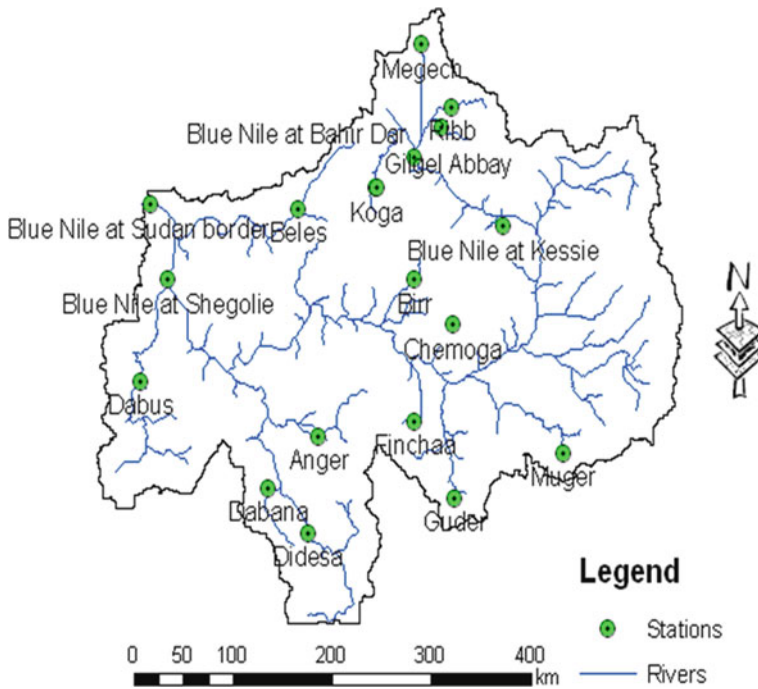 Megech
Blue Nile at Bahir Dar
Ribb
Gilgel Abbay
Koga
Blue Nile at Sudan border
Beles
Blue Nile at Kessie
Blue Nile at Shegolie
Birr
Chemoga
Dabus
Finchaa
Anger
Muger
Dabana
Guder
Didesa
N
Legend
Stations
Rivers
0 50 100 200 300 400
km